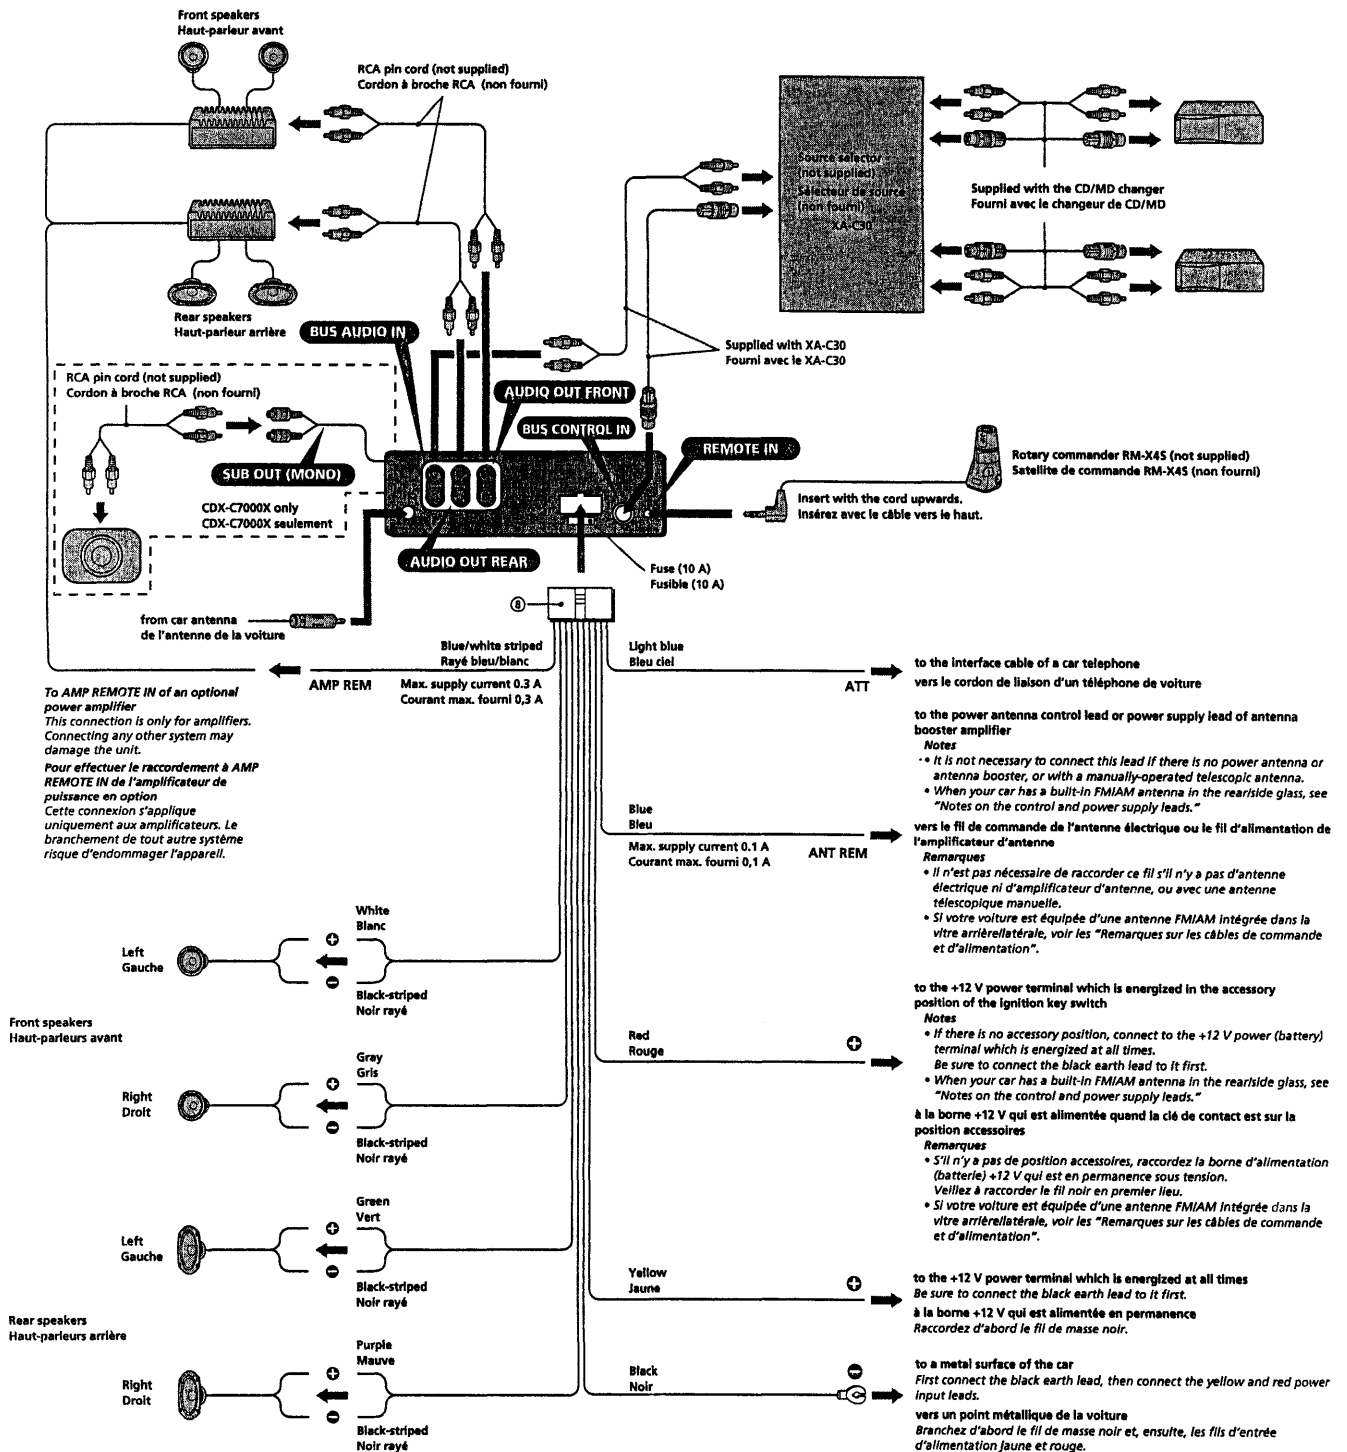 Front speakers
Haut-parleur avant
RCA pin cord (not supplied)
Cordon à broche RCA (non fourni)
Source selector
(not supplied)
Sélecteur de source
(non fourni)
XA-C30
Supplied with the CD/MD changer
Fourni avec le changeur de CD/MD
Rear speakers
Haut-parleur arrière
BUS AUDIO IN
Supplied with XA-C30
Fourni avec le XA-C30
RCA pin cord (not supplied)
Cordon à broche RCA (non fourni)
AUDIO OUT FRONT
BUS CONTROL IN
REMOTE IN
SUB OUT (MONO)
Rotary commander RM-X4S (not supplied)
Satellite de commande RM-X4S (non fourni)
Insert with the cord upwards.
Insérez avec le câble vers le haut.
CDX-C7000X only
CDX-C7000X seulement
AUDIO OUT REAR
Fuse (10 A)
Fusible (10 A)
8
from car antenna
de l'antenne de la voiture
Blue/white striped
Rayé bleu/blanc
Light blue
Bleu ciel
AMP REM
Max. supply current 0.3 A
Courant max. fourni 0,3 A
ATT
to the interface cable of a car telephone
vers le cordon de liaison d'un téléphone de voiture
To AMP REMOTE IN of an optional
power amplifier
This connection is only for amplifiers.
Connecting any other system may
damage the unit.
Pour effectuer le raccordement à AMP
REMOTE IN de l'amplificateur de
puissance en option
Cette connexion s'applique
uniquement aux amplificateurs. Le
branchement de tout autre système
risque d'endommager l'appareil.
to the power antenna control lead or power supply lead of antenna
booster amplifier
Notes
• It is not necessary to connect this lead if there is no power antenna or
antenna booster, or with a manually-operated telescopic antenna.
• When your car has a built-in FM/AM antenna in the rear/side glass, see
"Notes on the control and power supply leads."
Blue
Bleu
Max. supply current 0.1 A
Courant max. fourni 0,1 A
ANT REM
vers le fil de commande de l'antenne électrique ou le fil d'alimentation de
l'amplificateur d'antenne
Remarques
• Il n'est pas nécessaire de raccorder ce fil s'il n'y a pas d'antenne
électrique ni d'amplificateur d'antenne, ou avec une antenne
télescopique manuelle.
• Si votre voiture est équipée d'une antenne FM/AM intégrée dans la
vitre arrière/latérale, voir les "Remarques sur les câbles de commande
et d'alimentation".
White
Blanc
+
Left
Gauche
−
Black-striped
Noir rayé
Front speakers
Haut-parleurs avant
Gray
Gris
+
Right
Droit
−
Black-striped
Noir rayé
Red
Rouge
+
to the +12 V power terminal which is energized in the accessory
position of the ignition key switch
Notes
• If there is no accessory position, connect to the +12 V power (battery)
terminal which is energized at all times.
Be sure to connect the black earth lead to it first.
• When your car has a built-in FM/AM antenna in the rear/side glass, see
"Notes on the control and power supply leads."
à la borne +12 V qui est alimentée quand la clé de contact est sur la
position accessoires
Remarques
• S'il n'y a pas de position accessoires, raccordez la borne d'alimentation
(batterie) +12 V qui est en permanence sous tension.
Veillez à raccorder le fil noir en premier lieu.
• Si votre voiture est équipée d'une antenne FM/AM intégrée dans la
vitre arrière/latérale, voir les "Remarques sur les câbles de commande
et d'alimentation".
Green
Vert
+
Left
Gauche
−
Black-striped
Noir rayé
Rear speakers
Haut-parleurs arrière
Purple
Mauve
+
Right
Droit
−
Black-striped
Noir rayé
Yellow
Jaune
+
to the +12 V power terminal which is energized at all times
Be sure to connect the black earth lead to it first.
à la borne +12 V qui est alimentée en permanence
Raccordez d'abord le fil de masse noir.
Black
Noir
−
to a metal surface of the car
First connect the black earth lead, then connect the yellow and red power
input leads.
vers un point métallique de la voiture
Branchez d'abord le fil de masse noir et, ensuite, les fils d'entrée
d'alimentation jaune et rouge.